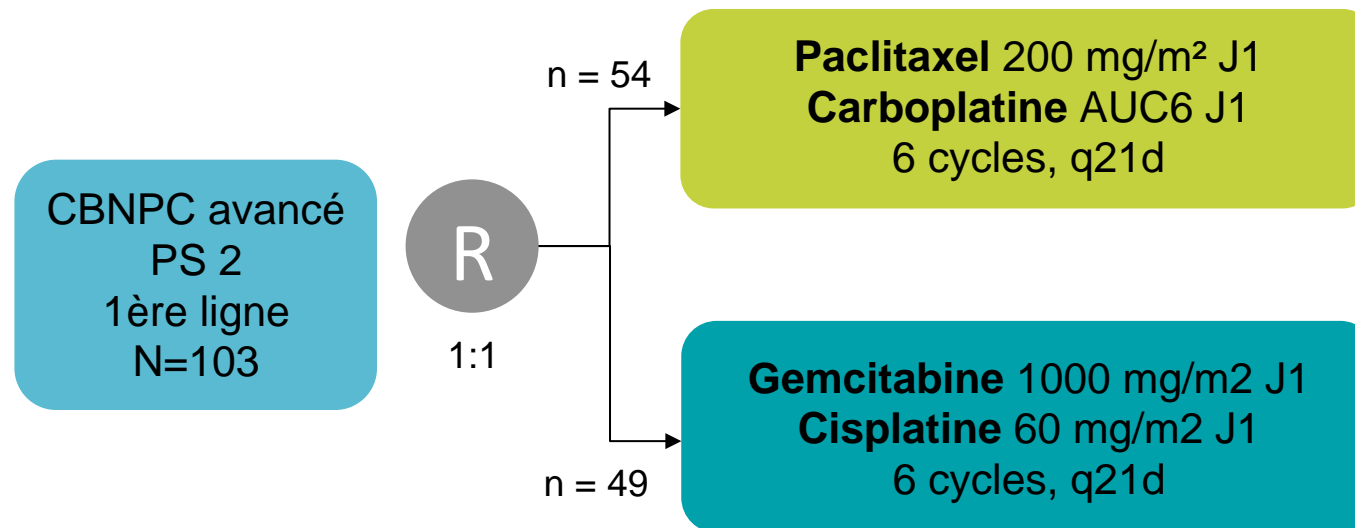 CBNPC avancé
PS 2
1ère ligne
N=103
R
1:1
n = 54
Paclitaxel 200 mg/m² J1
Carboplatine AUC6 J1
6 cycles, q21d
n = 49
Gemcitabine 1000 mg/m2 J1
Cisplatine 60 mg/m2 J1
6 cycles, q21d